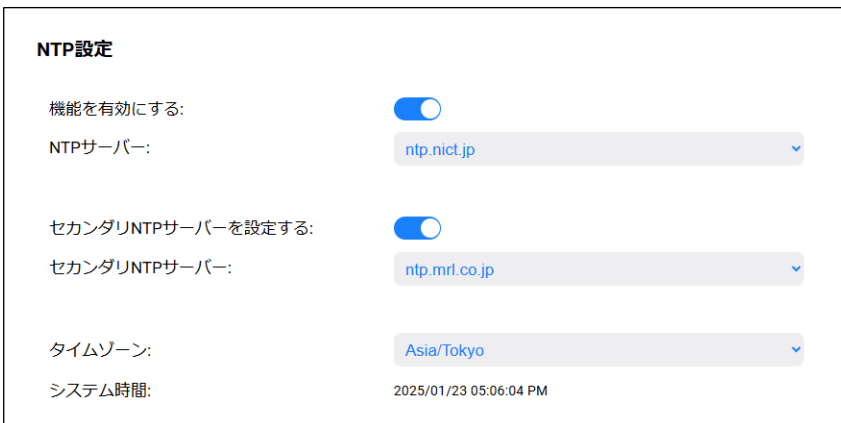 NTP設定
機能を有効にする:
NTPサーバー: ntp.nict.jp
セカンダリNTPサーバーを設定する:
セカンダリNTPサーバー: ntp.mrl.co.jp
タイムゾーン: Asia/Tokyo
システム時間: 2025/01/23 05:06:04 PM